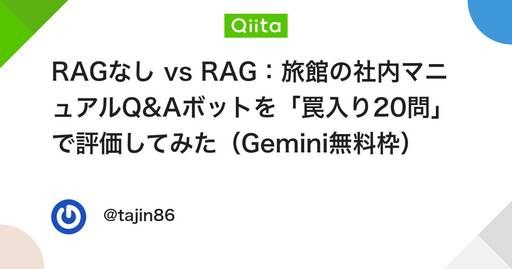 Qiita
RAGなし vs RAG：旅館の社内マニ
ュアルQ&Aボットを「罠入り20問」
で評価してみた（Gemini無料枠）
@tajin86